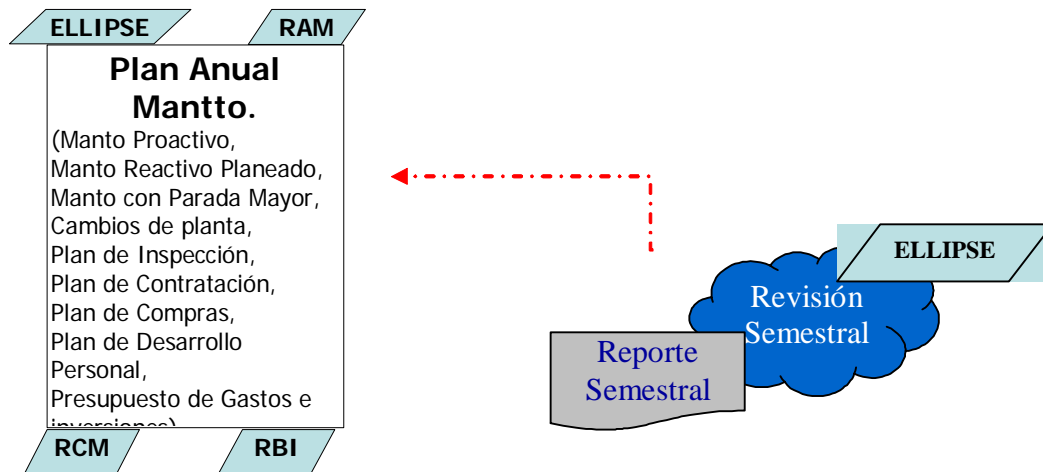 ELLIPSE
RAM
Plan Anual
Mantto.
(Manto Proactivo,
Manto Reactivo Planeado,
Manto con Parada Mayor,
Cambios de planta,
Plan de Inspección,
Plan de Contratación,
Plan de Compras,
Plan de Desarrollo
Personal,
Presupuesto de Gastos e
inversiones)
RCM
RBI
ELLIPSE
Revisión
Semestral
Reporte
Semestral